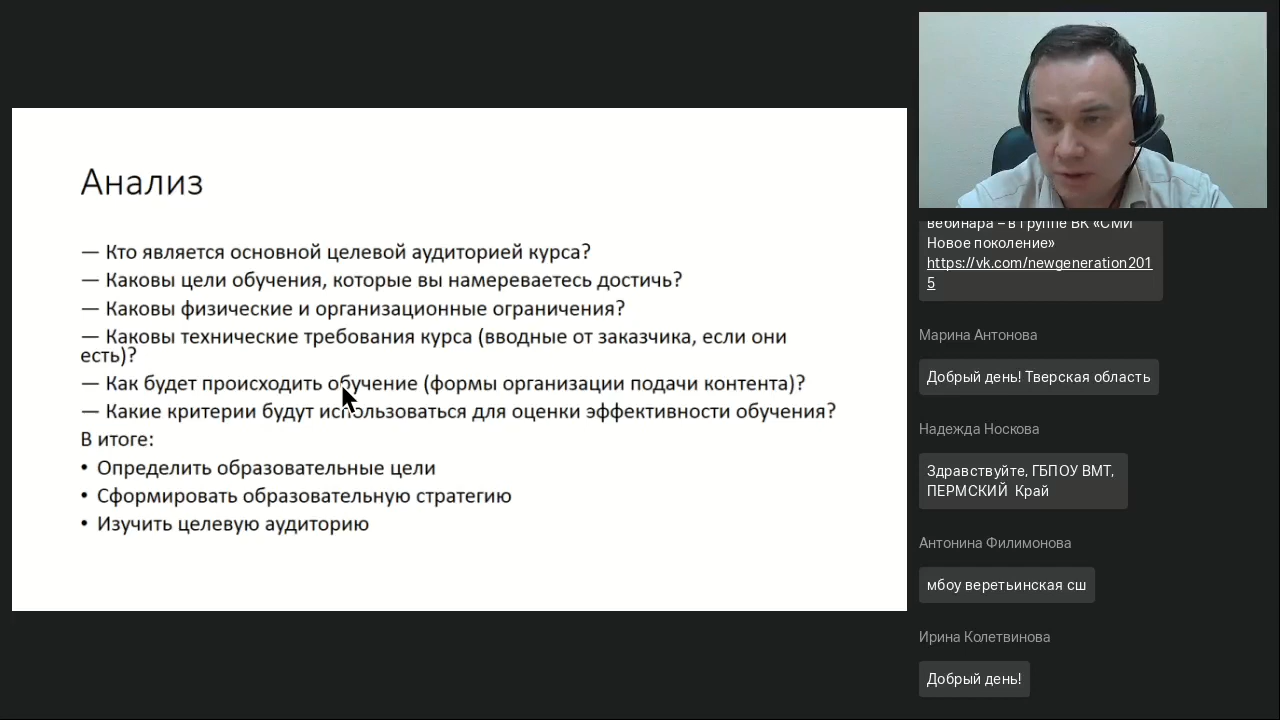 Анализ
— Кто является основной целевой аудиторией курса?
— Каковы цели обучения, которые вы намереваетесь достичь?
— Каковы физические и организационные ограничения?
— Каковы технические требования курса (вводные от заказчика, если они
есть)?
— Как будет происходить обучение (формы организации подачи контента)?
— Какие критерии будут использоваться для оценки эффективности обучения?
В итоге:
• Определить образовательные цели
• Сформировать образовательную стратегию
• Изучить целевую аудиторию
вебинара – в группе ВК «СМИ
Новое поколение»
https://vk.com/newgeneration201
5
Марина Антонова
Добрый день! Тверская область
Надежда Носкова
Здравствуйте, ГБПОУ ВМТ,
ПЕРМСКИЙ Край
Антонина Филимонова
мбоу веретьинская сш
Ирина Колетвинова
Добрый день!